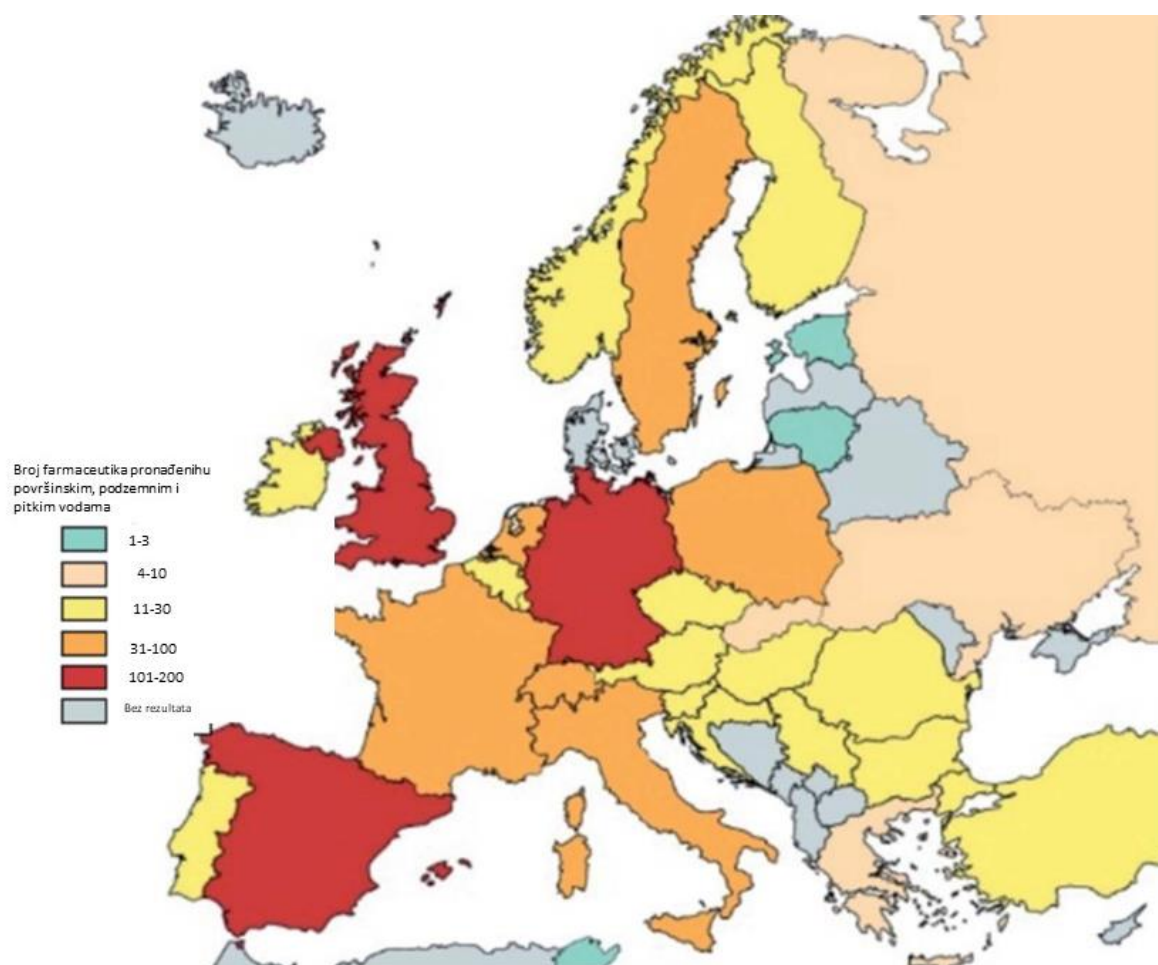 Broj farmaceutika pronađenihu
površinskim, podzemnim i
pitkim vodama
1-3
4-10
11-30
31-100
101-200
Bez rezultata